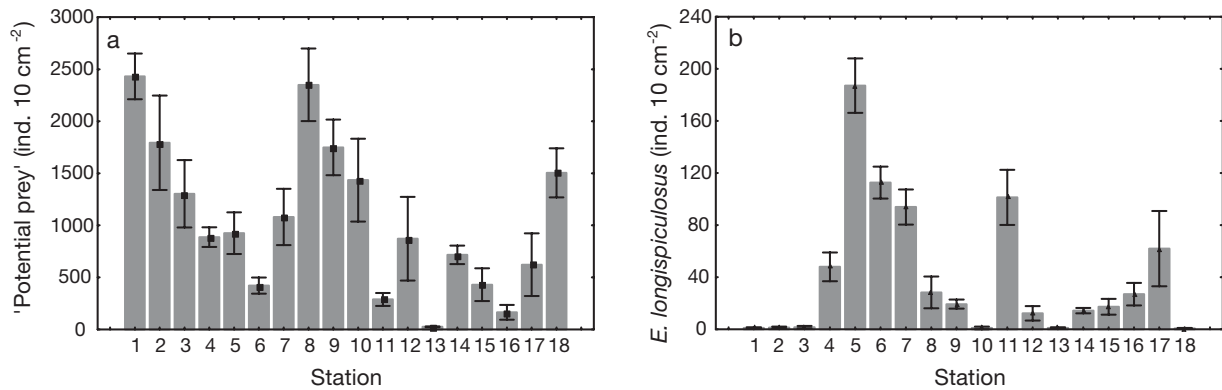 a
'Potential prey' (ind. 10 cm-2)
3000
2500
2000
1500
1000
500
0
1 2 3 4 5 6 7 8 9 10 11 12 13 14 15 16 17 18
Station
b
E. longispiculosus (ind. 10 cm-2)
240
200
160
120
80
40
0
1 2 3 4 5 6 7 8 9 10 11 12 13 14 15 16 17 18
Station